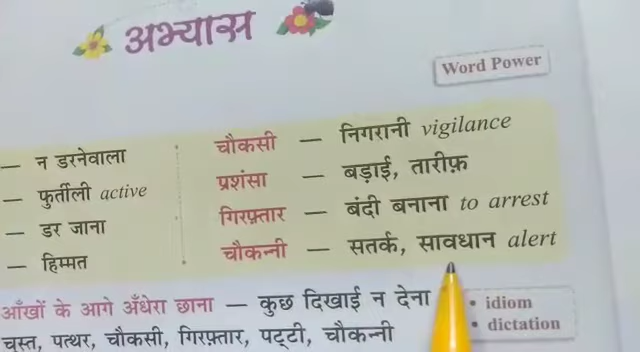 अभ्यास
Word Power
— न डरनेवाला
— फुर्तीली active
— डर जाना
— हिम्मत
चौकसी — निगरानी vigilance
प्रशंसा — बड़ाई, तारीफ़
गिरफ़्तार — बंदी बनाना to arrest
चौकन्नी — सतर्क, सावधान alert
आँखों के आगे अँधेरा छाना — कुछ दिखाई न देना
• idiom
चुस्त, पत्थर, चौकसी, गिरफ़्तार, पट्टी, चौकन्नी
• dictation